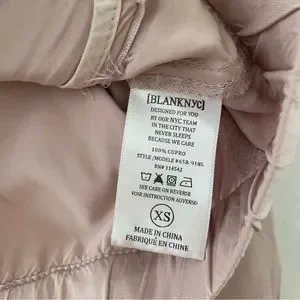 [BLANKNYC]
DESIGNED FOR YOU
BY OUR NYC TEAM
IN THE CITY THAT
NEVER SLEEPS
BECAUSE WE CARE
100% CUPRO
STYLE/MODELE #65B-9185
RN# 114542
SEE CARE ON REVERSE
VOIR INSTRUCTION AUVERSO
XS
MADE IN CHINA
FABRIQUÉ EN CHINE